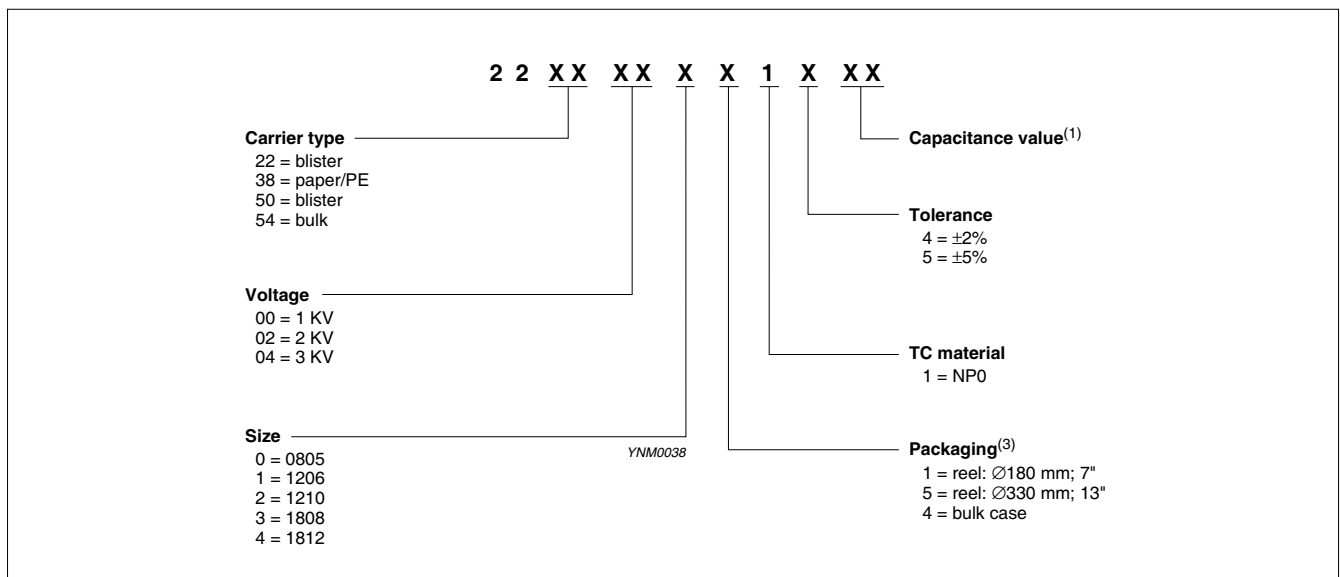 2 2 XX XX X X 1 X XX
Carrier type
22 = blister
38 = paper/PE
50 = blister
54 = bulk
Voltage
00 = 1 KV
02 = 2 KV
04 = 3 KV
Size
0 = 0805
1 = 1206
2 = 1210
3 = 1808
4 = 1812
YNM0038
Capacitance value(1)
Tolerance
4 = ±2%
5 = ±5%
TC material
1 = NP0
Packaging(3)
1 = reel: ∅180 mm; 7"
5 = reel: ∅330 mm; 13"
4 = bulk case